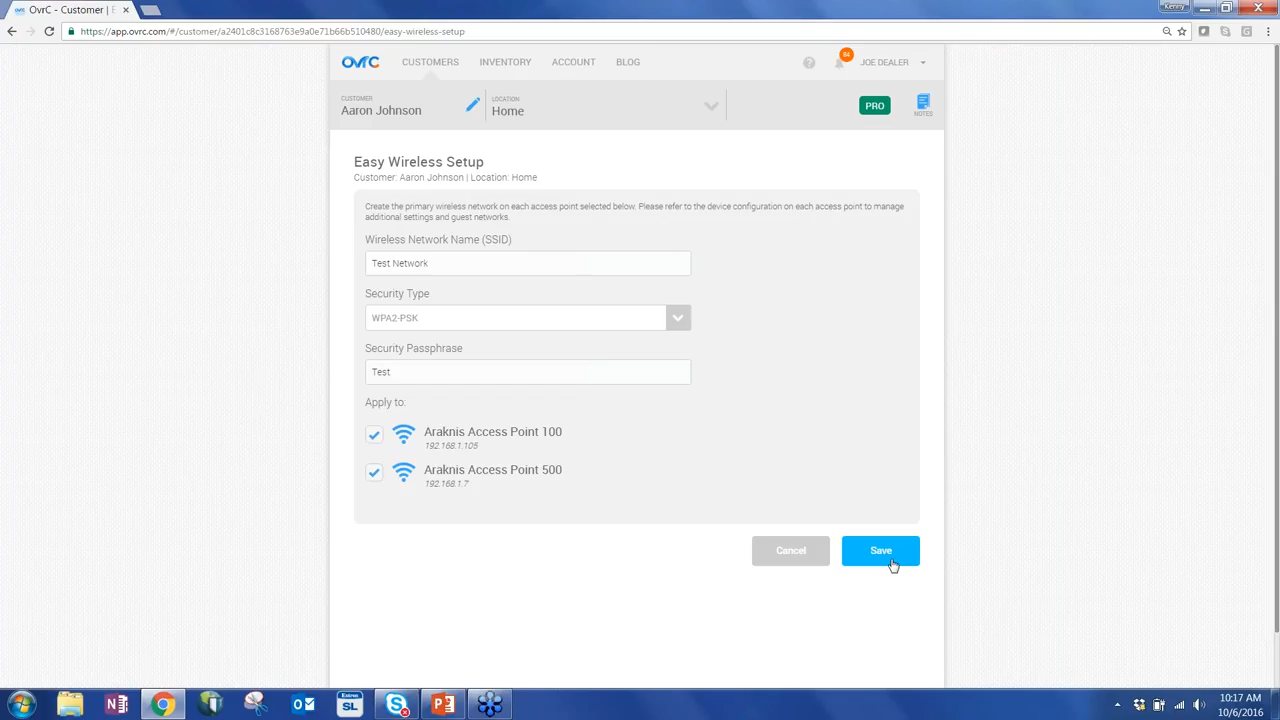 OvrC - Customer | E
Kenny
https://app.ovrc.com/#/customer/a2401c8c3168763e9a0e71b66b510480/easy-wireless-setup
OvrC
CUSTOMERS
INVENTORY
ACCOUNT
BLOG
?
84
JOE DEALER
CUSTOMER
Aaron Johnson
LOCATION
Home
PRO
NOTES
Easy Wireless Setup
Customer: Aaron Johnson | Location: Home
Create the primary wireless network on each access point selected below. Please refer to the device configuration on each access point to manage
additional settings and guest networks.
Wireless Network Name (SSID)
Test Network
Security Type
WPA2-PSK
Security Passphrase
Test
Apply to:
Araknis Access Point 100
192.168.1.105
Araknis Access Point 500
192.168.1.7
Cancel
Save
Extron
SL
10:17 AM
10/6/2016